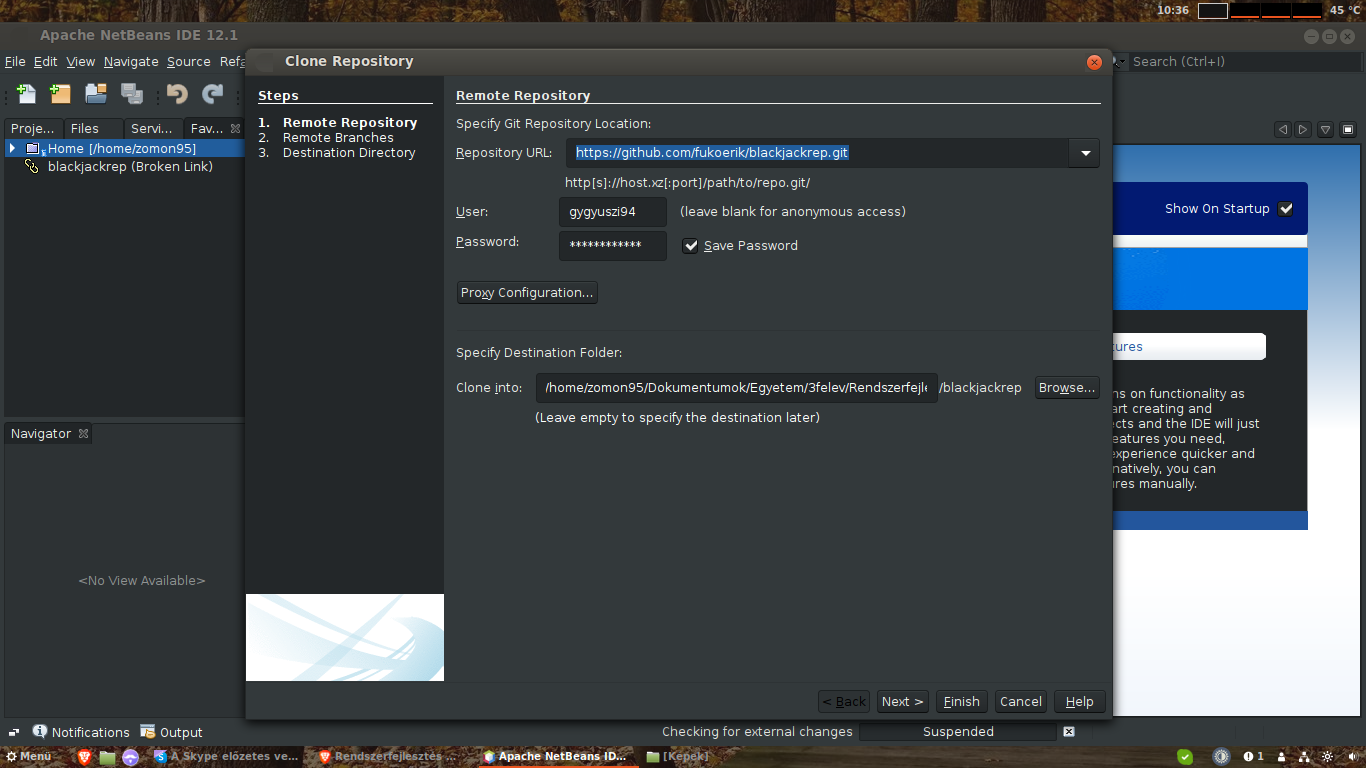 10:36
45 °C
Apache NetBeans IDE 12.1
File Edit View Navigate Source Refa
Search (Ctrl+I)
Clone Repository
Proje... Files Servi... Fav...
Home [/home/zomon95]
blackjackrep (Broken Link)
Navigator
<No View Available>
Steps
1. Remote Repository
2. Remote Branches
3. Destination Directory
Remote Repository
Specify Git Repository Location:
Repository URL: https://github.com/fukoerik/blackjackrep.git
http[s]://host.xz[:port]/path/to/repo.git/
User: gygyuszi94 (leave blank for anonymous access)
Password: ************ Save Password
Proxy Configuration...
Specify Destination Folder:
Clone into: /home/zomon95/Dokumentumok/Egyetem/3felev/Rendszerfejle /blackjackrep Browse...
(Leave empty to specify the destination later)
< Back Next > Finish Cancel Help
Show On Startup
tures
ns on functionality as
art creating and
ects and the IDE will just
eatures you need,
experience quicker and
natively, you can
ures manually.
Notifications Output
Checking for external changes Suspended
Menü
A Skype előzetes ve...
Rendszerfejlesztés ...
Apache NetBeans ID...
[Képek]
1